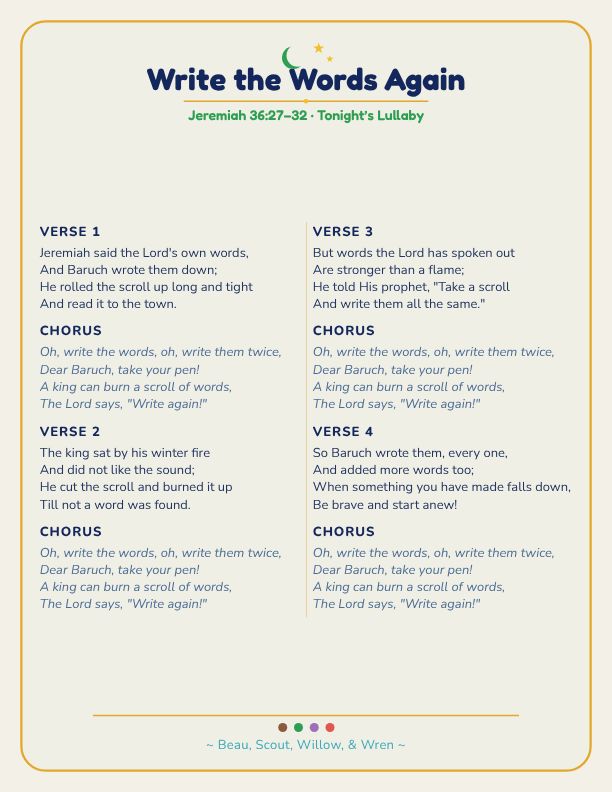 Write the Words Again
Jeremiah 36:27–32 · Tonight's Lullaby
VERSE 1
Jeremiah said the Lord's own words,
And Baruch wrote them down;
He rolled the scroll up long and tight
And read it to the town.
CHORUS
Oh, write the words, oh, write them twice,
Dear Baruch, take your pen!
A king can burn a scroll of words,
The Lord says, "Write again!"
VERSE 2
The king sat by his winter fire
And did not like the sound;
He cut the scroll and burned it up
Till not a word was found.
CHORUS
Oh, write the words, oh, write them twice,
Dear Baruch, take your pen!
A king can burn a scroll of words,
The Lord says, "Write again!"
VERSE 3
But words the Lord has spoken out
Are stronger than a flame;
He told His prophet, "Take a scroll
And write them all the same."
CHORUS
Oh, write the words, oh, write them twice,
Dear Baruch, take your pen!
A king can burn a scroll of words,
The Lord says, "Write again!"
VERSE 4
So Baruch wrote them, every one,
And added more words too;
When something you have made falls down,
Be brave and start anew!
CHORUS
Oh, write the words, oh, write them twice,
Dear Baruch, take your pen!
A king can burn a scroll of words,
The Lord says, "Write again!"
~ Beau, Scout, Willow, & Wren ~